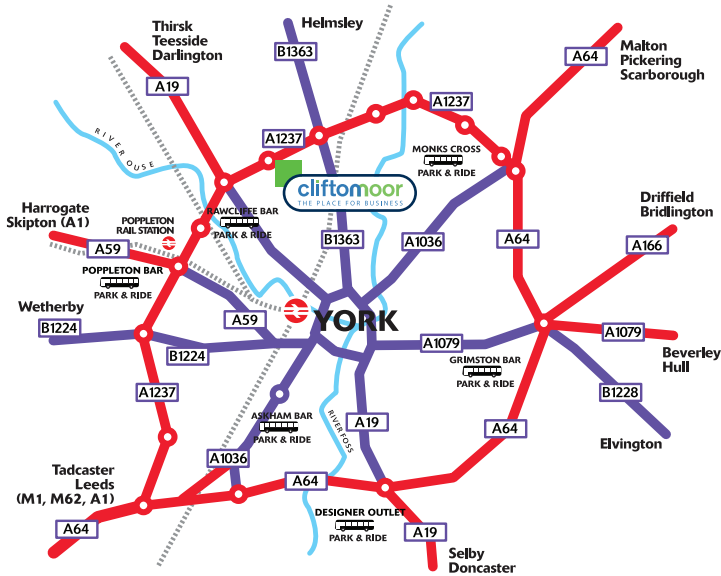 Thirsk
Teesside
Darlington
Helmsley
B1363
A64
Malton
Pickering
Scarborough
A19
A1237
A1237
RIVER OUSE
MONKS CROSS
PARK & RIDE
cliftonmoor
THE PLACE FOR BUSINESS
Harrogate
Skipton (A1)
POPPLETON
RAIL STATION
RAWCLIFFE BAR
PARK & RIDE
Driffield
Bridlington
A59
B1363
A1036
A64
A166
POPPLETON BAR
PARK & RIDE
Wetherby
B1224
A59
YORK
A1079
A1079
B1224
GRIMSTON BAR
PARK & RIDE
Beverley
Hull
A1237
B1228
ASKHAM BAR
PARK & RIDE
RIVER FOSS
A19
A64
Elvington
A1036
Tadcaster
Leeds
(M1, M62, A1)
A64
A64
DESIGNER OUTLET
PARK & RIDE
A19
Selby
Doncaster